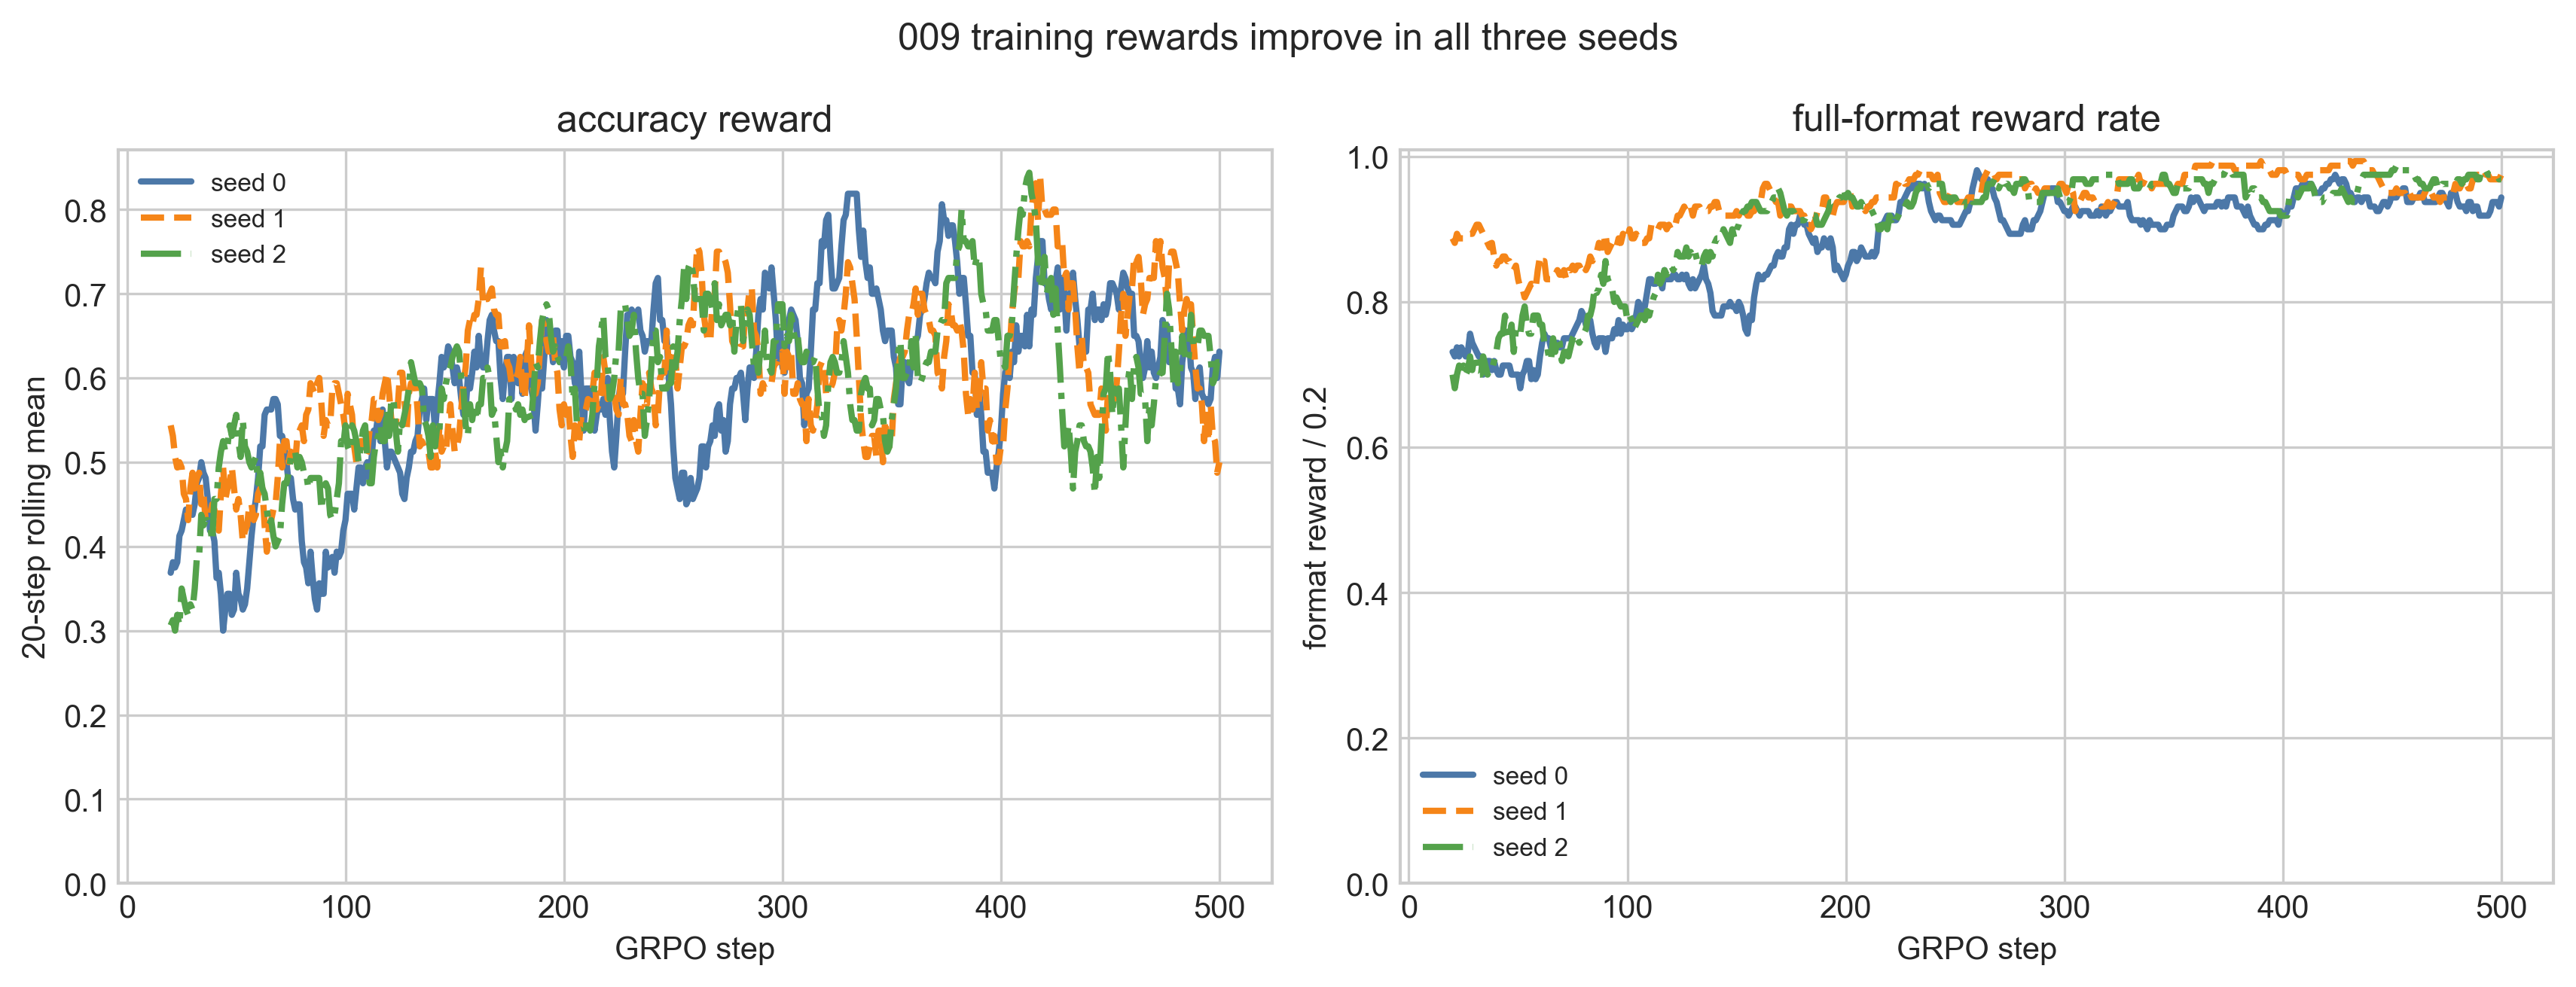 009 training rewards improve in all three seeds
accuracy reward
20-step rolling mean
0.8
0.7
0.6
0.5
0.4
0.3
0.2
0.1
0.0
seed 0
seed 1
seed 2
0
100
200
300
400
500
GRPO step
full-format reward rate
format reward / 0.2
1.0
0.8
0.6
0.4
0.2
0.0
seed 0
seed 1
seed 2
0
100
200
300
400
500
GRPO step